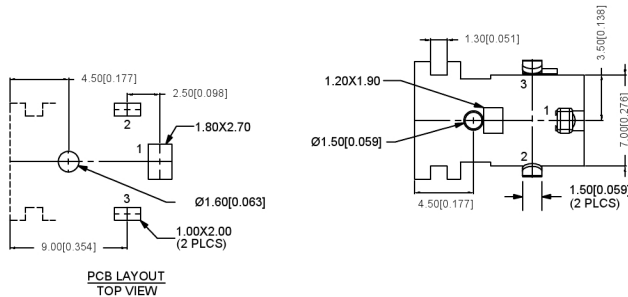 4.50[0.177]
2.50[0.098]
2
1.80X2.70
1
Ø1.60[0.063]
3
1.00X2.00
(2 PLCS)
9.00[0.354]
PCB LAYOUT
TOP VIEW
1.30[0.051]
3.50[0.138]
1.20X1.90
3
1
Ø1.50[0.059]
7.00[0.276]
2
4.50[0.177]
1.50[0.059]
(2 PLCS)